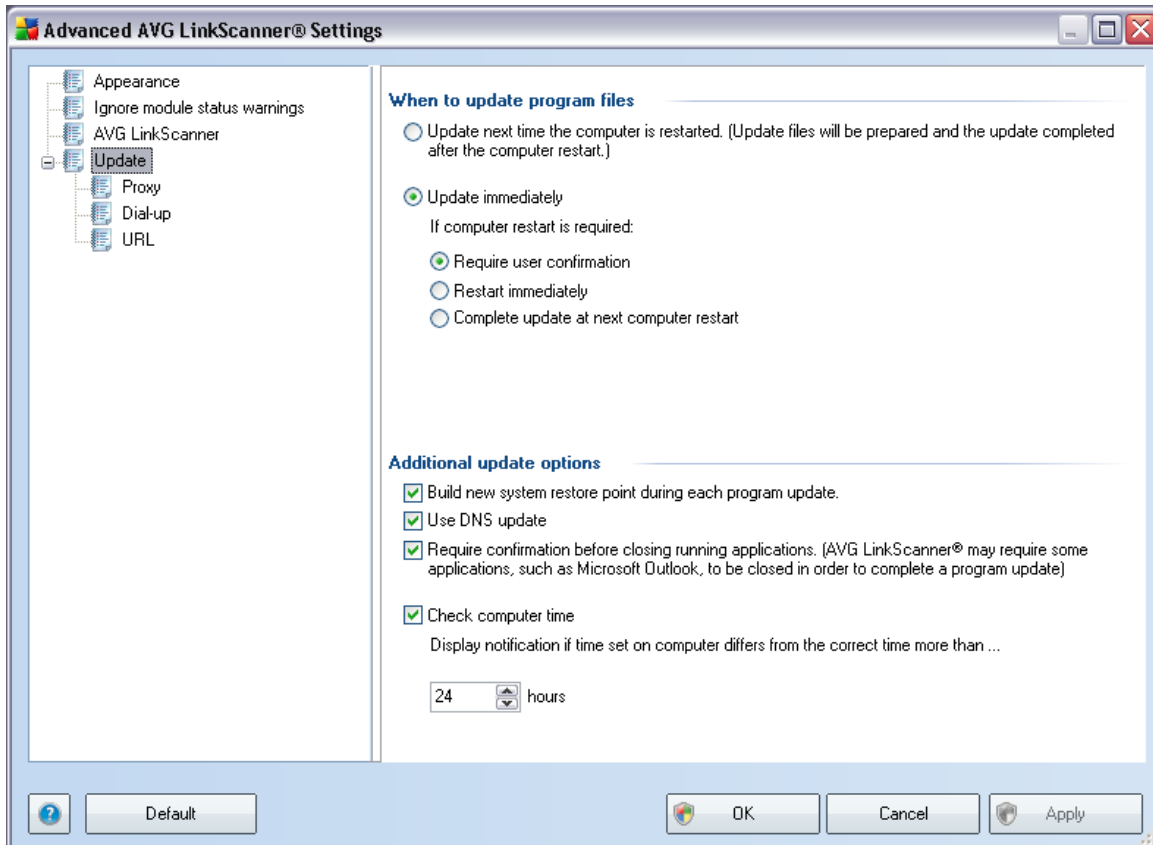 Advanced AVG LinkScanner® Settings
Appearance
Ignore module status warnings
AVG LinkScanner
Update
Proxy
Dial-up
URL
When to update program files
Update next time the computer is restarted. (Update files will be prepared and the update completed
after the computer restart.)
Update immediately
If computer restart is required:
Require user confirmation
Restart immediately
Complete update at next computer restart
Additional update options
Build new system restore point during each program update.
Use DNS update
Require confirmation before closing running applications. (AVG LinkScanner® may require some
applications, such as Microsoft Outlook, to be closed in order to complete a program update)
Check computer time
Display notification if time set on computer differs from the correct time more than ...
24 hours
? Default OK Cancel Apply